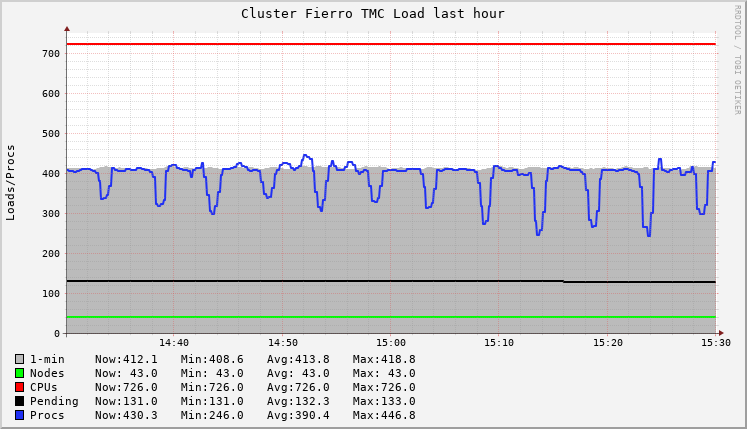 Cluster Fierro TMC Load last hour
RRDTOOL / TOBI OETIKER
Loads/Procs
700
600
500
400
300
200
100
0
14:40 14:50 15:00 15:10 15:20 15:30
1-min Now:412.1 Min:408.6 Avg:413.8 Max:418.8
Nodes Now: 43.0 Min: 43.0 Avg: 43.0 Max: 43.0
CPUs Now:726.0 Min:726.0 Avg:726.0 Max:726.0
Pending Now:131.0 Min:131.0 Avg:132.3 Max:133.0
Procs Now:430.3 Min:246.0 Avg:390.4 Max:446.8